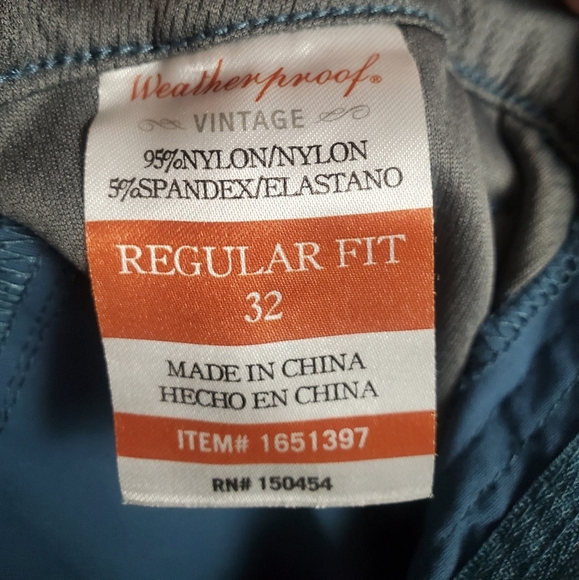 Weatherproof®
VINTAGE
95%NYLON/NYLON
5%SPANDEX/ELASTANO
REGULAR FIT
32
MADE IN CHINA
HECHO EN CHINA
ITEM# 1651397
RN# 150454